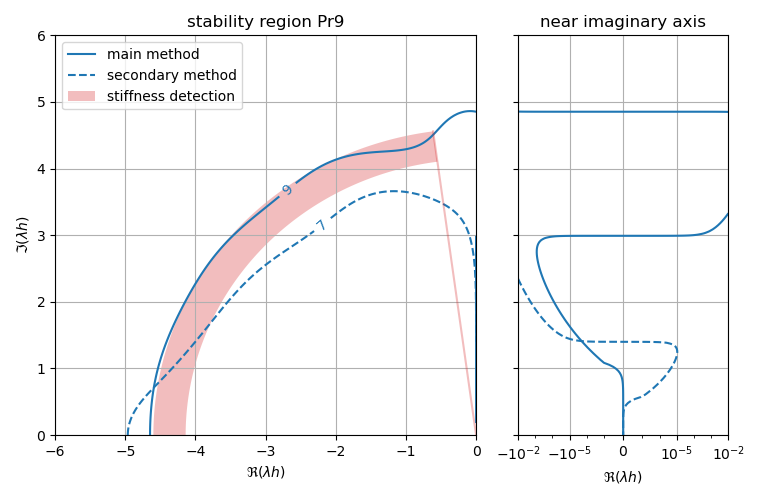 stability region Pr9
near imaginary axis
main method
secondary method
stiffness detection
6
5
4
3
2
1
0
ℑ(λh)
9
7
−6 −5 −4 −3 −2 −1 0
ℜ(λh)
−10⁻² −10⁻⁵ 0 10⁻⁵ 10⁻²
ℜ(λh)